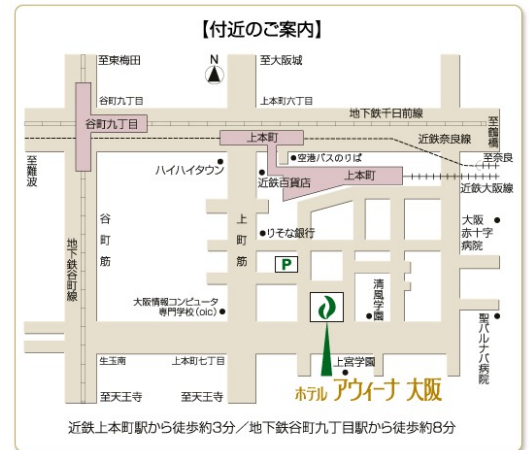 【付近のご案内】
至東梅田
N
至大阪城
谷町九丁目
上本町六丁目
地下鉄千日前線
谷町九丁目
上本町
近鉄奈良線
至鶴橋
至難波
ハイハイタウン
空港バスのりば
近鉄百貨店
上本町
至奈良
近鉄大阪線
谷町筋
上町筋
りそな銀行
大阪
赤十字
病院
地下鉄谷町線
P
清風学園
大阪情報コンピュータ
専門学校(oic)
聖バルナバ病院
生玉南
上本町七丁目
上宮学園
至天王寺
至天王寺
ホテル アウィーナ 大阪
近鉄上本町駅から徒歩約3分/地下鉄谷町九丁目駅から徒歩約8分